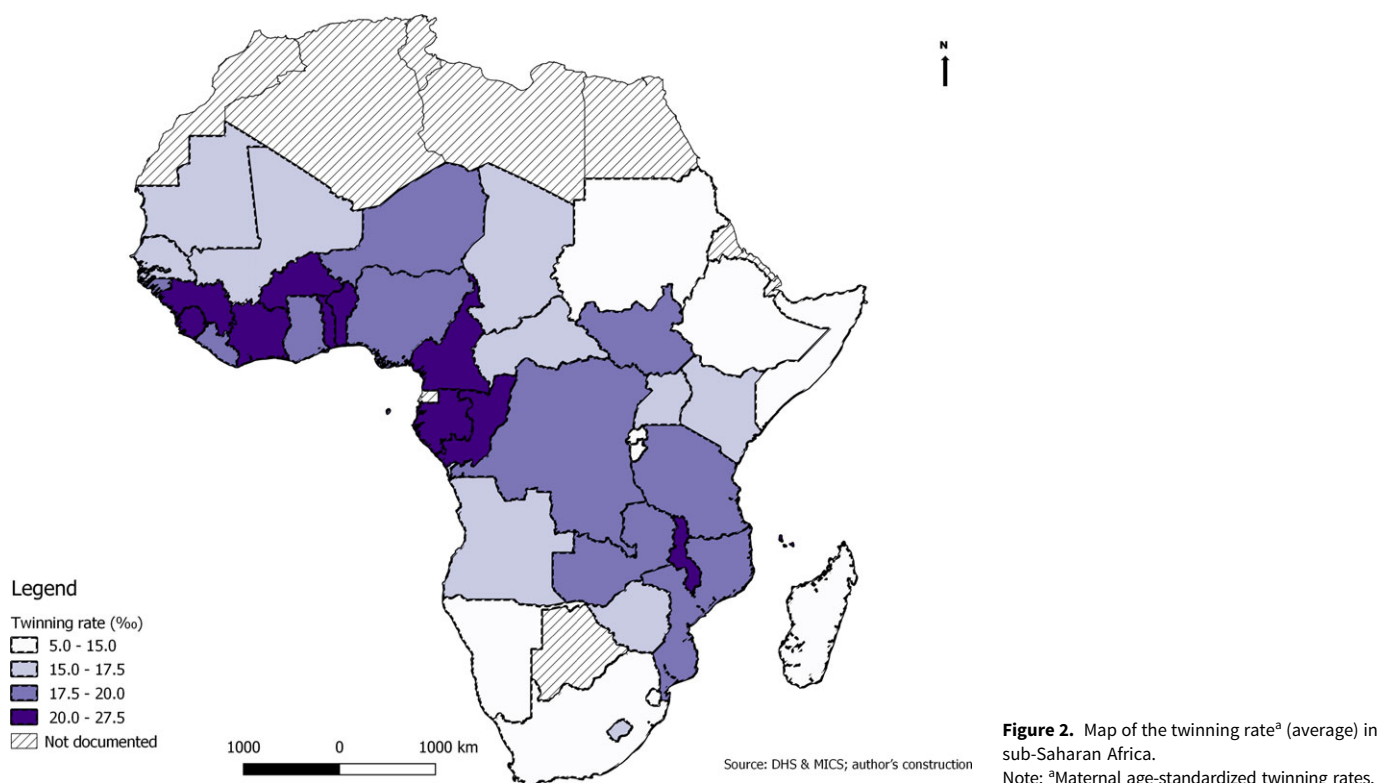 N
Legend
Twinning rate (‰)
5.0 - 15.0
15.0 - 17.5
17.5 - 20.0
20.0 - 27.5
Not documented
1000 0 1000 km
Source: DHS & MICS; author's construction
Figure 2. Map of the twinning rateᵃ (average) in
sub-Saharan Africa.
Note: ᵃMaternal age-standardized twinning rates.